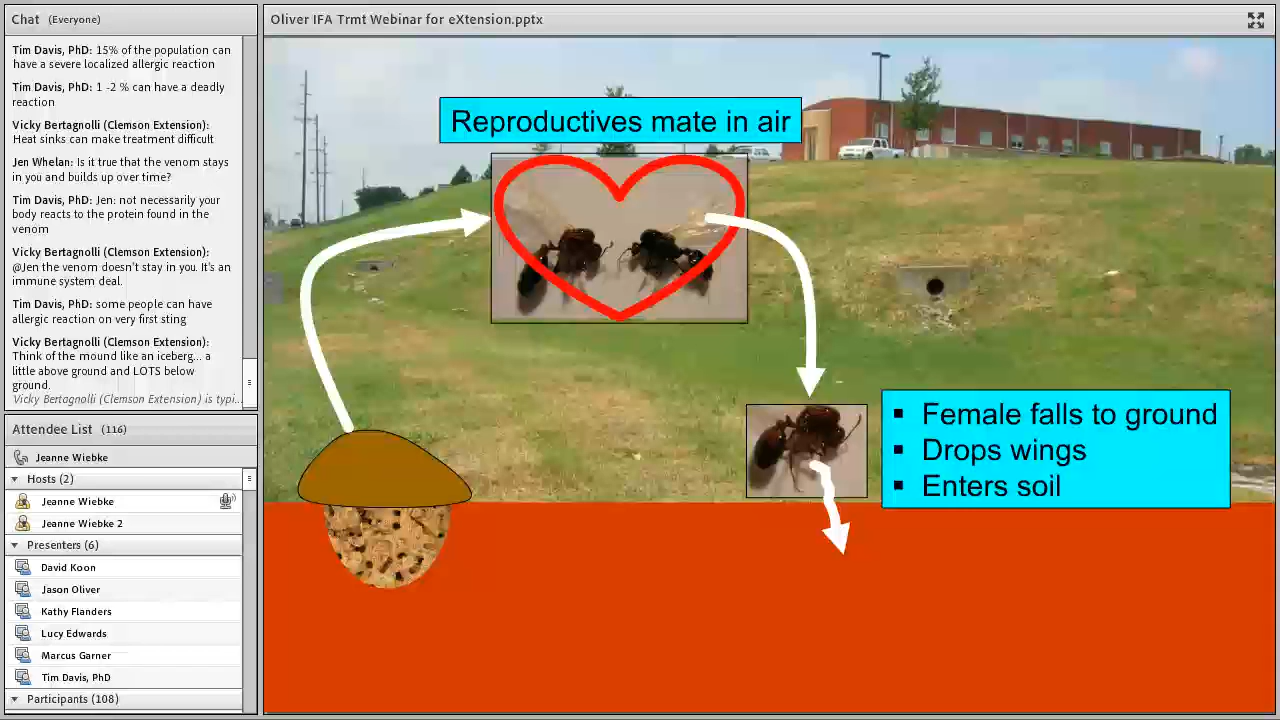 Chat (Everyone)
Tim Davis, PhD: 15% of the population can
have a severe localized allergic reaction
Tim Davis, PhD: 1 -2 % can have a deadly
reaction
Vicky Bertagnolli (Clemson Extension):
Heat sinks can make treatment difficult
Jen Whelan: Is it true that the venom stays
in you and builds up over time?
Tim Davis, PhD: Jen: not necessarily your
body reacts to the protein found in the
venom
Vicky Bertagnolli (Clemson Extension):
@Jen the venom doesn't stay in you. It's an
immune system deal.
Tim Davis, PhD: some people can have
allergic reaction on very first sting
Vicky Bertagnolli (Clemson Extension):
Think of the mound like an iceberg... a
little above ground and LOTS below
ground.
Vicky Bertagnolli (Clemson Extension) is typi...
Attendee List (116)
Jeanne Wiebke
Hosts (2)
Jeanne Wiebke
Jeanne Wiebke 2
Presenters (6)
David Koon
Jason Oliver
Kathy Flanders
Lucy Edwards
Marcus Garner
Tim Davis, PhD
Participants (108)
Oliver IFA Trmt Webinar for eXtension.pptx
Reproductives mate in air
▪ Female falls to ground
▪ Drops wings
▪ Enters soil